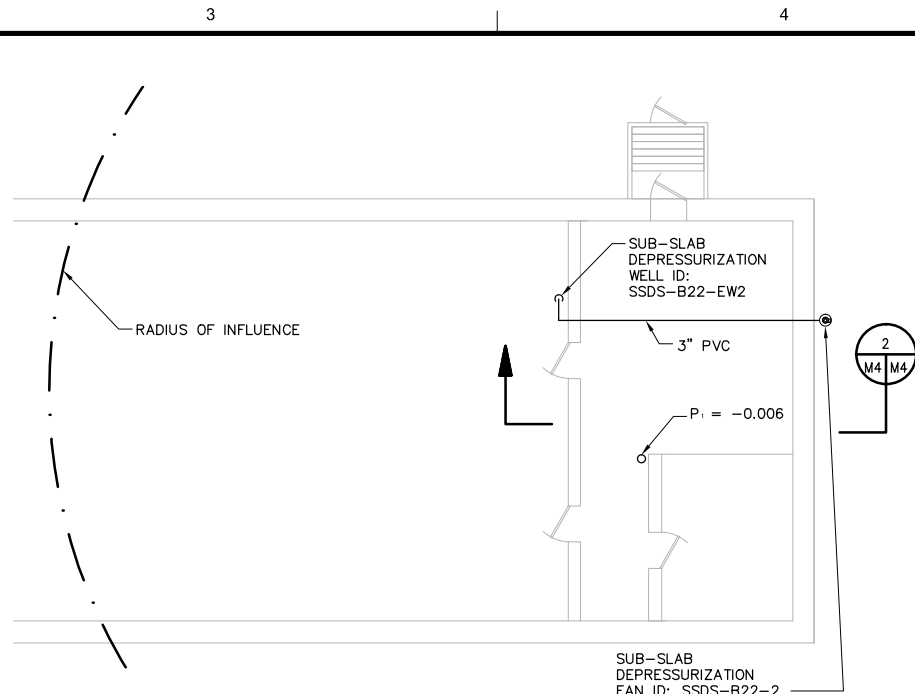 3
4
SUB-SLAB
DEPRESSURIZATION
WELL ID:
SSDS-B22-EW2
RADIUS OF INFLUENCE
3" PVC
2
M4 M4
P₁ = -0.006
SUB-SLAB
DEPRESSURIZATION
FAN ID: SSDS-B22-2